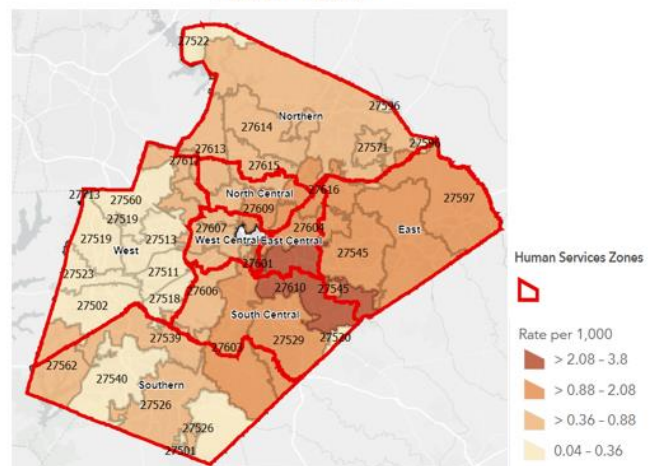 27522
27596
Northern
27614
27571
27596
27613
27612
27615
27616
27597
27713
27560
North Central
27609
27519
27607
27604
East
27519
27513
West Central
East Central
West
27545
27601
27523
27511
27610
27545
27518
27606
27502
South Central
27520
27539
27529
27603
27562
27540
Southern
27526
27526
27501
Human Services Zones
Rate per 1,000
> 2.08 - 3.8
> 0.88 - 2.08
> 0.36 - 0.88
0.04 - 0.36